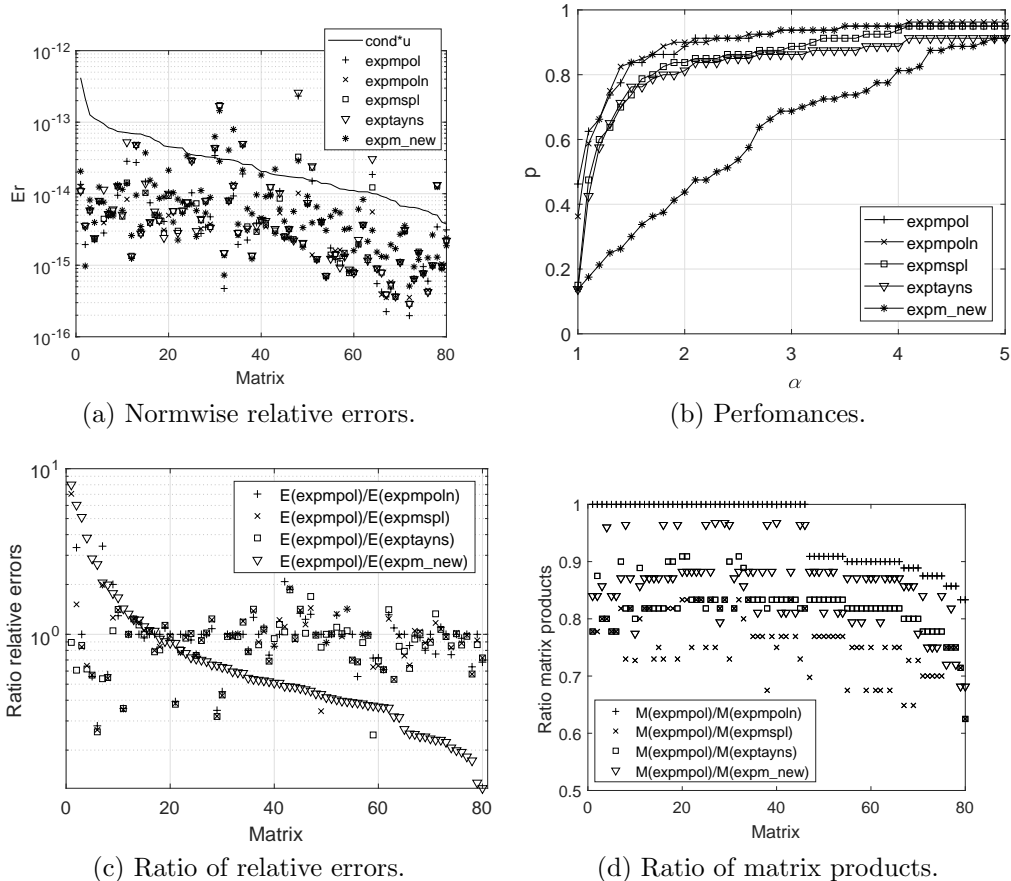 10^-12
10^-13
10^-14
10^-15
10^-16
Er
0 20 40 60 80
Matrix
cond*u
expmpol
expmpoln
expmspl
exptayns
expm_new
(a) Normwise relative errors.
1
0.8
0.6
0.4
0.2
0
p
1 2 3 4 5
α
expmpol
expmpoln
expmspl
exptayns
expm_new
(b) Perfomances.
10^1
10^0
Ratio relative errors
0 20 40 60 80
Matrix
E(expmpol)/E(expmpoln)
E(expmpol)/E(expmspl)
E(expmpol)/E(exptayns)
E(expmpol)/E(expm_new)
(c) Ratio of relative errors.
1
0.9
0.8
0.7
0.6
0.5
Ratio matrix products
0 20 40 60 80
Matrix
M(expmpol)/M(expmpoln)
M(expmpol)/M(expmspl)
M(expmpol)/M(exptayns)
M(expmpol)/M(expm_new)
(d) Ratio of matrix products.